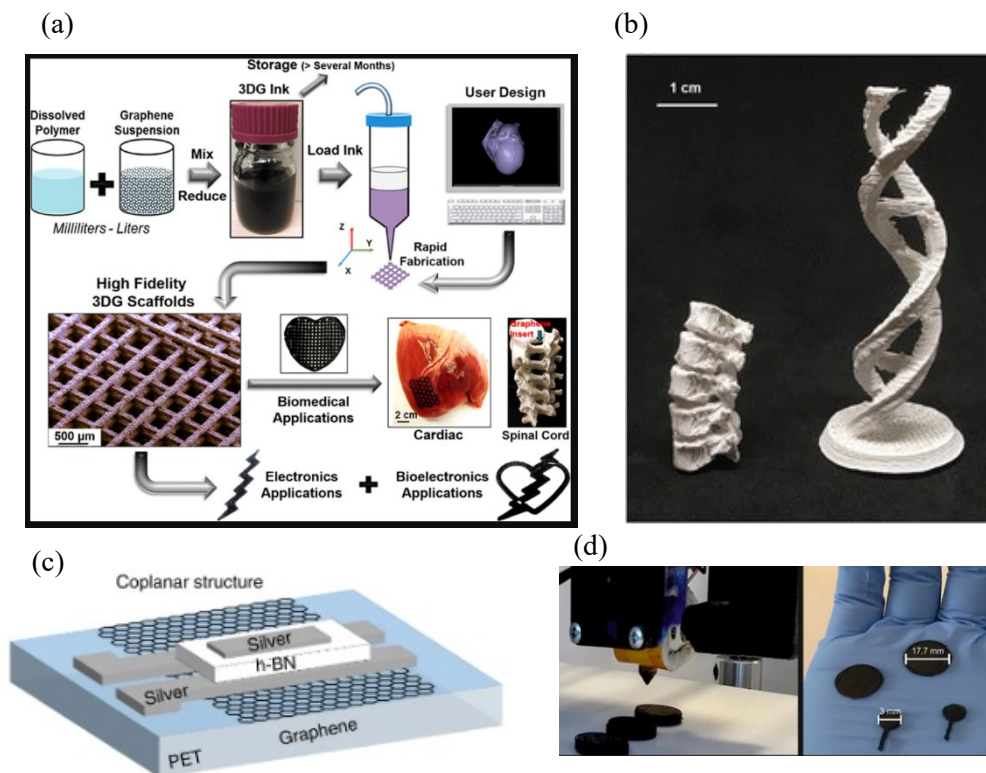 (a)
Storage (> Several Months)
3DG Ink
User Design
Dissolved
Polymer
Graphene
Suspension
Mix
Reduce
Load Ink
Milliliters - Liters
Z
Y
X
Rapid
Fabrication
High Fidelity
3DG Scaffolds
500 µm
Biomedical
Applications
2 cm
Cardiac
Graphene
Insert
Spinal Cord
Electronics
Applications
Bioelectronics
Applications
(b)
1 cm
(c)
Coplanar structure
Silver
h-BN
Silver
Graphene
PET
(d)
17.7 mm
3 mm